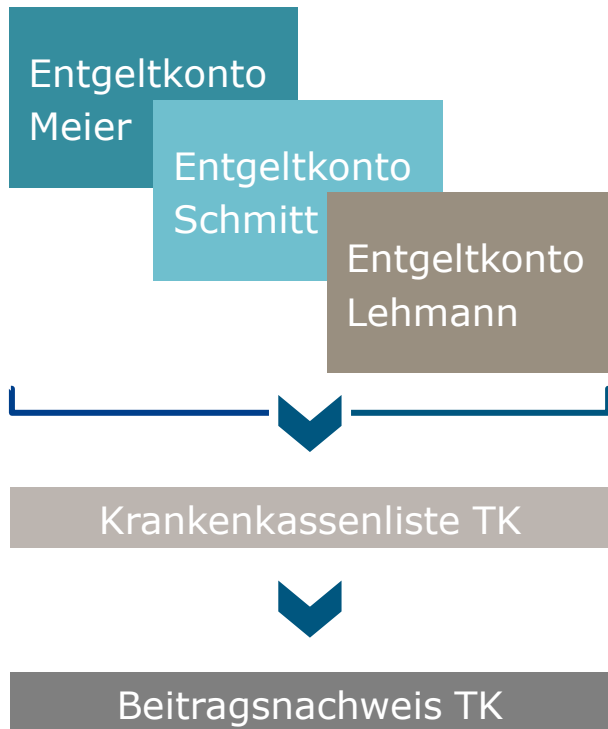 Entgeltkonto
Meier
Entgeltkonto
Schmitt
Entgeltkonto
Lehmann
Krankenkassenliste TK
Beitragsnachweis TK